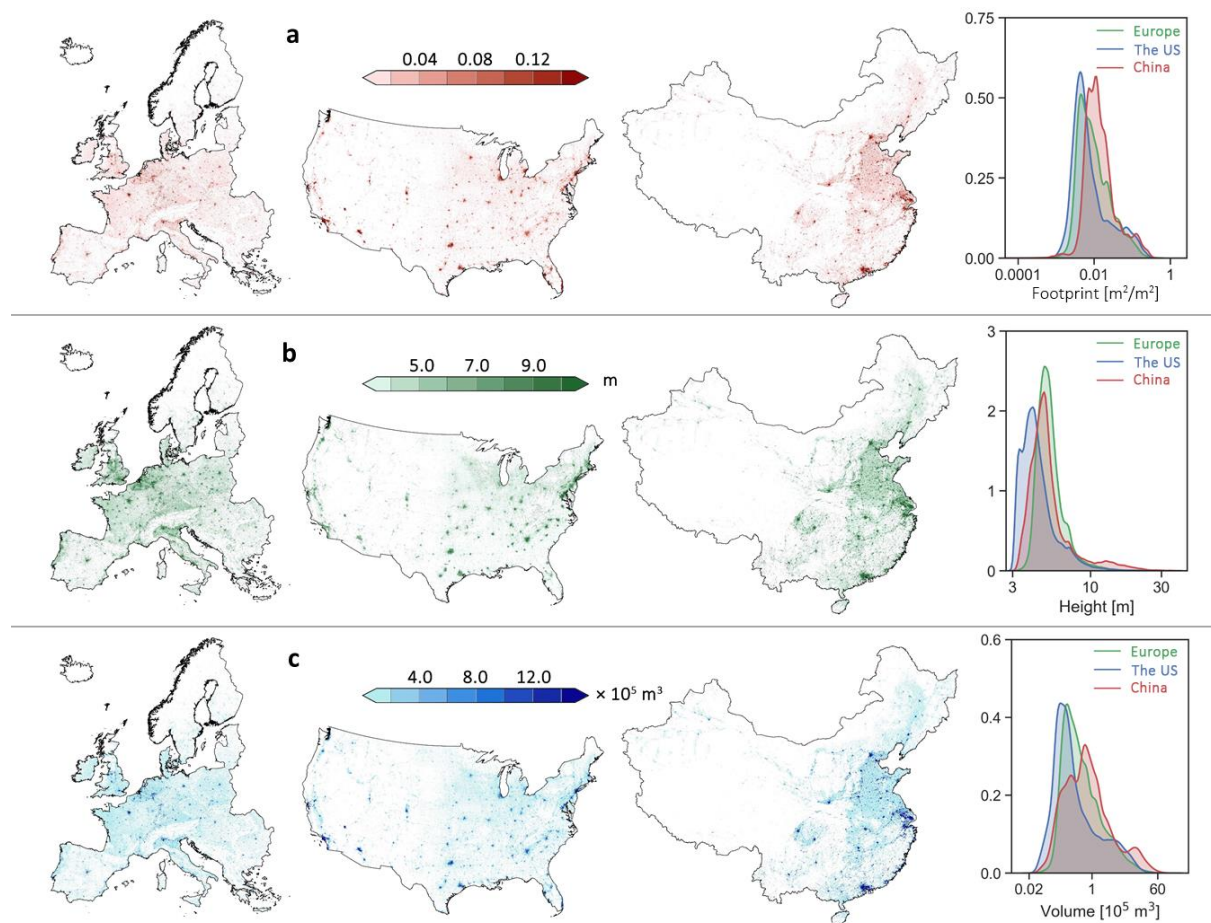 a
0.04 0.08 0.12
0.75
0.50
0.25
0.00
Europe
The US
China
0.0001 0.01 1
Footprint [m²/m²]
b
5.0 7.0 9.0
m
3
2
1
0
Europe
The US
China
3 10 30
Height [m]
c
4.0 8.0 12.0
× 10⁵ m³
0.6
0.4
0.2
0.0
Europe
The US
China
0.02 1 60
Volume [10⁵ m³]